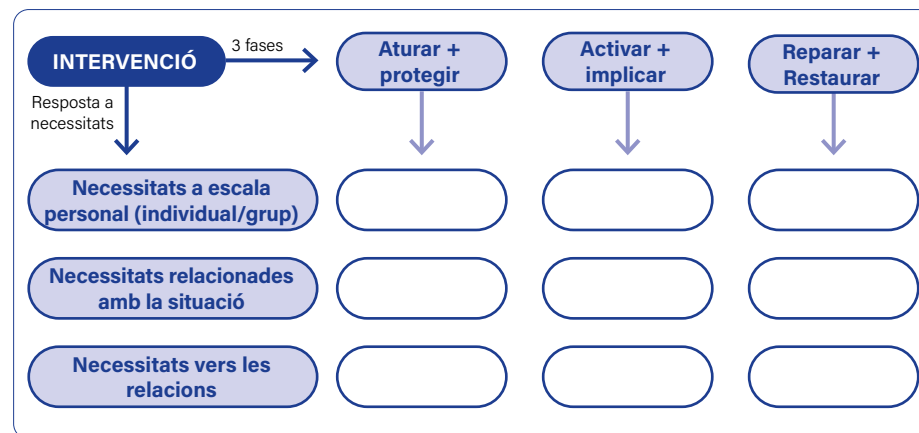 INTERVENCIÓ
3 fases
Aturar +
protegir
Activar +
implicar
Reparar +
Restaurar
Resposta a
necessitats
Necessitats a escala
personal (individual/grup)
Necessitats relacionades
amb la situació
Necessitats vers les
relacions